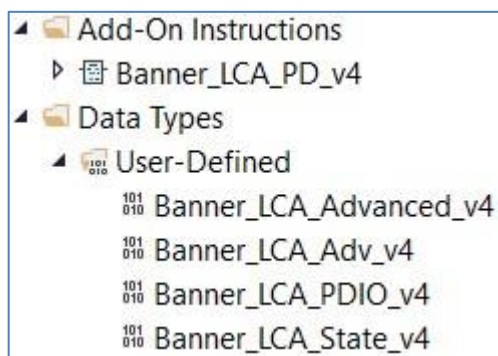 Add-On Instructions
Banner_LCA_PD_v4
Data Types
User-Defined
Banner_LCA_Advanced_v4
Banner_LCA_Adv_v4
Banner_LCA_PDIO_v4
Banner_LCA_State_v4